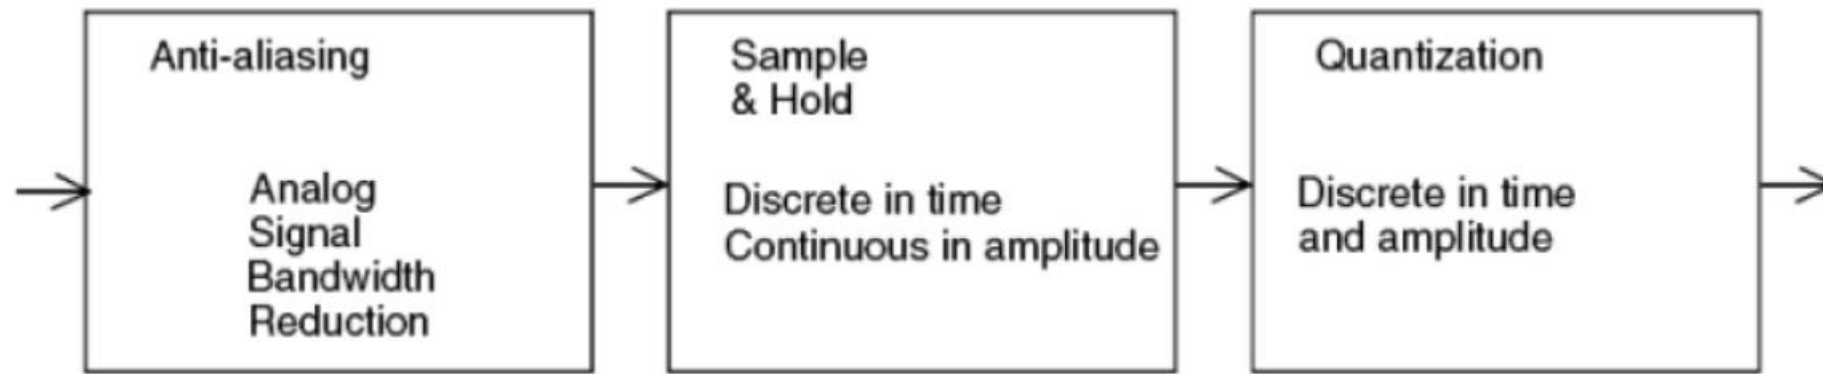 Anti-aliasing
Analog
Signal
Bandwidth
Reduction
Sample
& Hold
Discrete in time
Continuous in amplitude
Quantization
Discrete in time
and amplitude